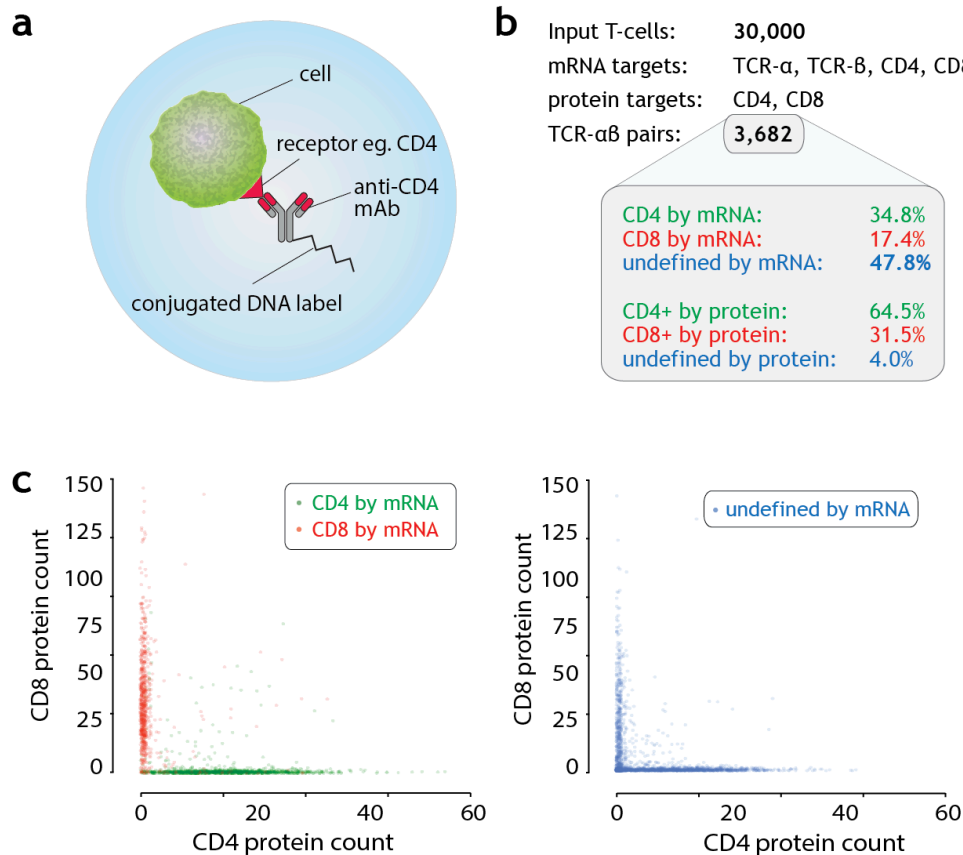 a
cell
receptor eg. CD4
anti-CD4
mAb
conjugated DNA label
b
Input T-cells: 30,000
mRNA targets: TCR-α, TCR-ß, CD4, CD8
protein targets: CD4, CD8
TCR-αß pairs: 3,682
CD4 by mRNA: 34.8%
CD8 by mRNA: 17.4%
undefined by mRNA: 47.8%
CD4+ by protein: 64.5%
CD8+ by protein: 31.5%
undefined by protein: 4.0%
c
CD8 protein count
150
125
100
75
50
25
0
CD4 by mRNA
CD8 by mRNA
0 20 40 60
CD4 protein count
CD8 protein count
150
125
100
75
50
25
0
undefined by mRNA
0 20 40 60
CD4 protein count